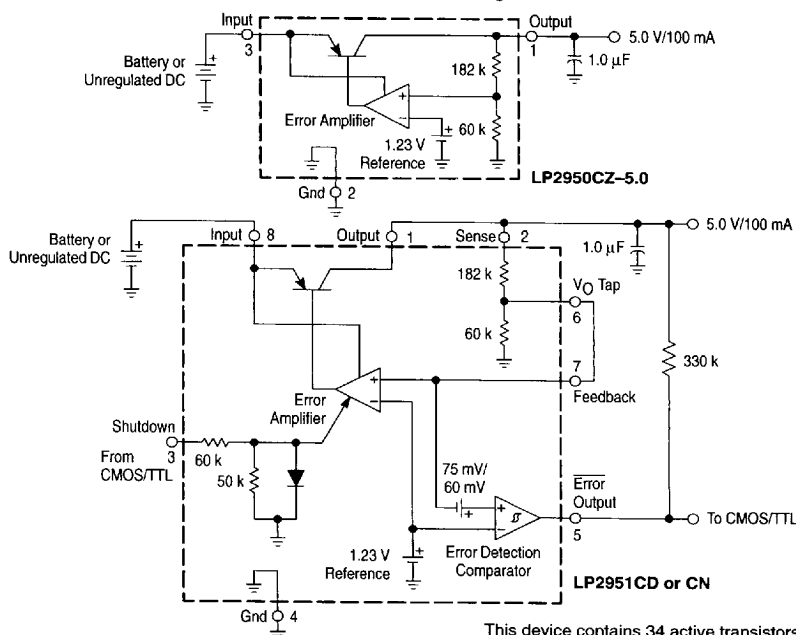 Input
3
Output
1
5.0 V/100 mA
Battery or
Unregulated DC
182 k
1.0 µF
Error Amplifier
+
–
60 k
1.23 V
Reference
+
Gnd
2
LP2950CZ–5.0
Battery or
Unregulated DC
+
Input
8
Output
1
Sense
2
5.0 V/100 mA
1.0 µF
182 k
VO Tap
6
60 k
330 k
7
Feedback
Error
Amplifier
+
–
Shutdown
3
From
CMOS/TTL
60 k
50 k
75 mV/
60 mV
+
+
–
Error
Output
5
To CMOS/TTL
1.23 V
Reference
+
Error Detection
Comparator
LP2951CD or CN
Gnd
4
This device contains 34 active transistors